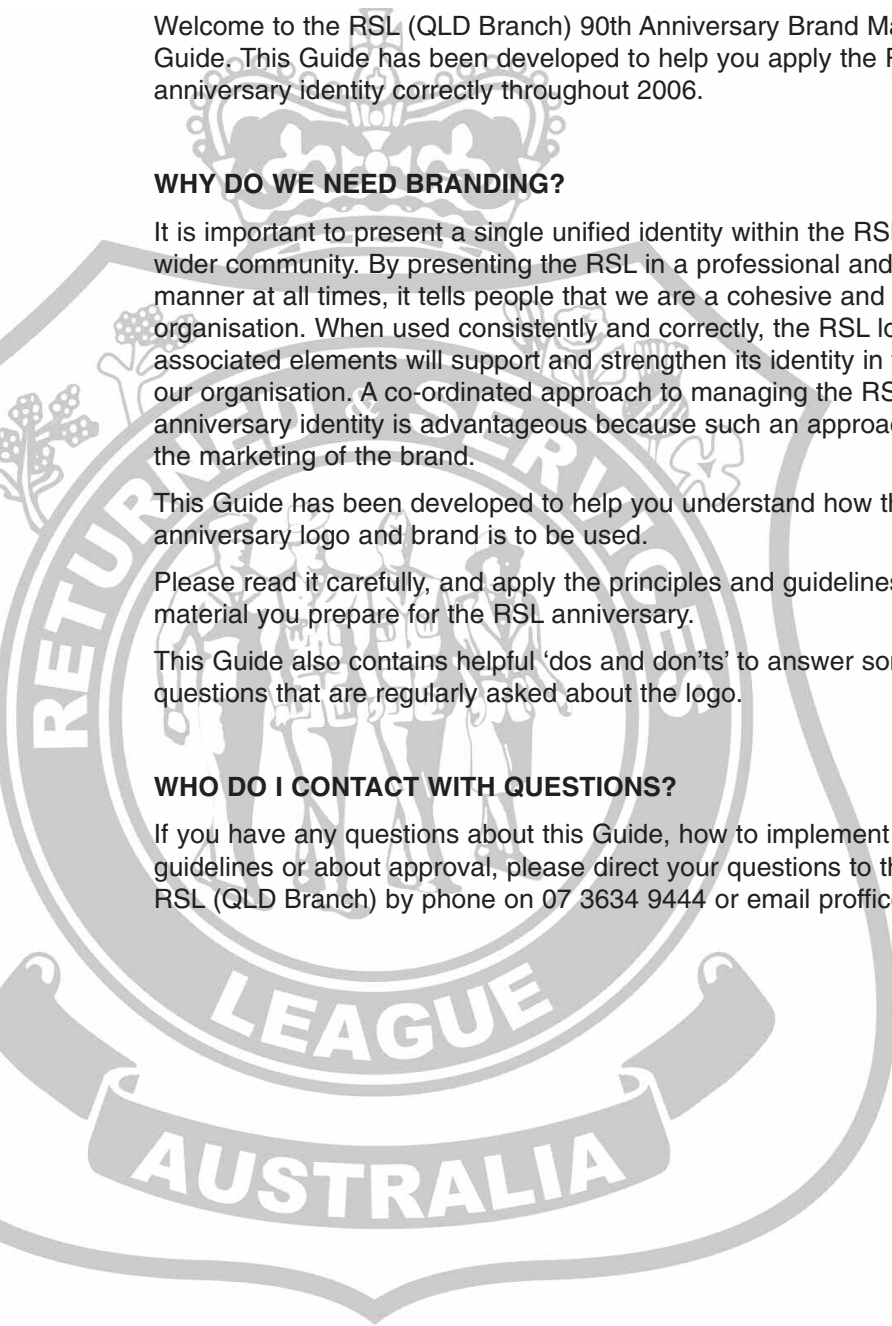 Welcome to the RSL (QLD Branch) 90th Anniversary Brand Ma
Guide. This Guide has been developed to help you apply the
anniversary identity correctly throughout 2006.
WHY DO WE NEED BRANDING?
It is important to present a single unified identity within the RSL
wider community. By presenting the RSL in a professional and
manner at all times, it tells people that we are a cohesive and
organisation. When used consistently and correctly, the RSL lo
associated elements will support and strengthen its identity in
our organisation. A co-ordinated approach to managing the RS
anniversary identity is advantageous because such an approac
the marketing of the brand.
This Guide has been developed to help you understand how th
anniversary logo and brand is to be used.
Please read it carefully, and apply the principles and guidelines
material you prepare for the RSL anniversary.
This Guide also contains helpful ‘dos and don’ts’ to answer so
questions that are regularly asked about the logo.
WHO DO I CONTACT WITH QUESTIONS?
If you have any questions about this Guide, how to implement
guidelines or about approval, please direct your questions to th
RSL (QLD Branch) by phone on 07 3634 9444 or email proffice
RETURNED & SERVICES
LEAGUE
AUSTRALIA